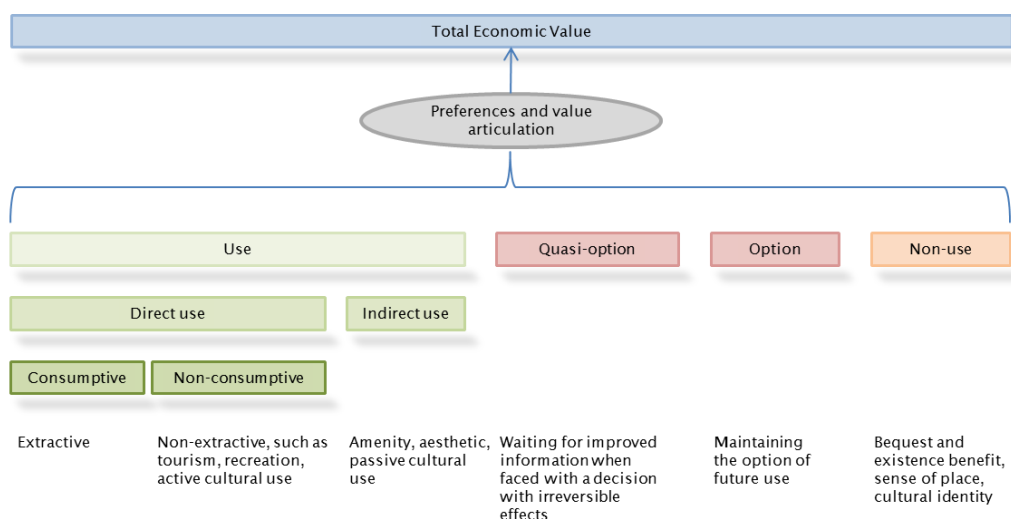 Total Economic Value
Preferences and value
articulation
Use
Quasi-option
Option
Non-use
Direct use
Indirect use
Consumptive
Non-consumptive
Extractive
Non-extractive, such as
tourism, recreation,
active cultural use
Amenity, aesthetic,
passive cultural
use
Waiting for improved
information when
faced with a decision
with irreversible
effects
Maintaining
the option of
future use
Bequest and
existence benefit,
sense of place,
cultural identity